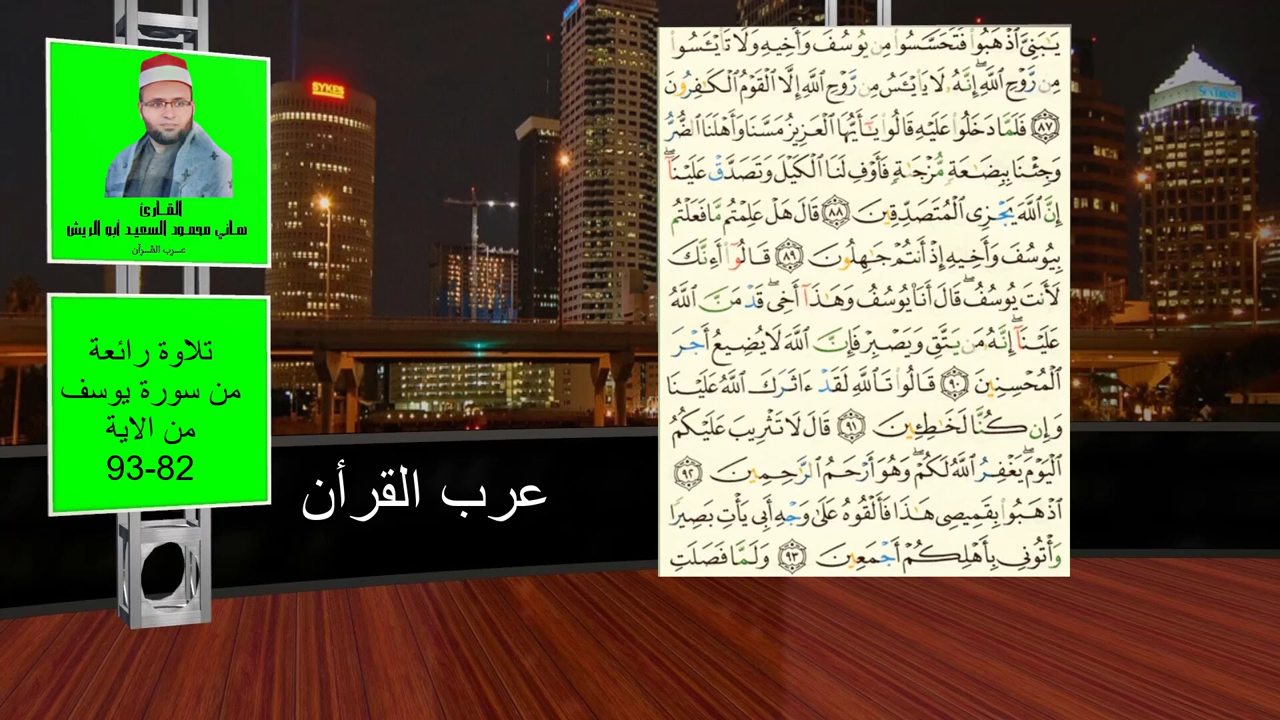 SYKES
SUNTRUST
القارئ
هاني محمود السعيد أبو الريش
عرب القرآن
تلاوة رائعة
من سورة يوسف
من الاية
93-82
عرب القرأن
يَٰبَنِيَّ ٱذْهَبُوا۟ فَتَحَسَّسُوا۟ مِن يُوسُفَ وَأَخِيهِ وَلَا تَا۟يْـَٔسُوا۟
مِن رَّوْحِ ٱللَّهِ ۖ إِنَّهُۥ لَا يَا۟يْـَٔسُ مِن رَّوْحِ ٱللَّهِ إِلَّا ٱلْقَوْمُ ٱلْكَٰفِرُونَ
٨٧ فَلَمَّا دَخَلُوا۟ عَلَيْهِ قَالُوا۟ يَٰٓأَيُّهَا ٱلْعَزِيزُ مَسَّنَا وَأَهْلَنَا ٱلضُّرُّ
وَجِئْنَا بِبِضَٰعَةٍ مُّزْجَىٰةٍ فَأَوْفِ لَنَا ٱلْكَيْلَ وَتَصَدَّقْ عَلَيْنَآ ۖ
إِنَّ ٱللَّهَ يَجْزِى ٱلْمُتَصَدِّقِينَ ٨٨ قَالَ هَلْ عَلِمْتُم مَّا فَعَلْتُم
بِيُوسُفَ وَأَخِيهِ إِذْ أَنتُمْ جَٰهِلُونَ ٨٩ قَالُوٓا۟ أَءِنَّكَ
لَأَنتَ يُوسُفُ ۖ قَالَ أَنَا۠ يُوسُفُ وَهَٰذَآ أَخِى ۖ قَدْ مَنَّ ٱللَّهُ
عَلَيْنَآ ۖ إِنَّهُۥ مَن يَتَّقِ وَيَصْبِرْ فَإِنَّ ٱللَّهَ لَا يُضِيعُ أَجْرَ
ٱلْمُحْسِنِينَ ٩٠ قَالُوا۟ تَٱللَّهِ لَقَدْ ءَاثَرَكَ ٱللَّهُ عَلَيْنَا
وَإِن كُنَّا لَخَٰطِـِٔينَ ٩١ قَالَ لَا تَثْرِيبَ عَلَيْكُمُ
ٱلْيَوْمَ ۖ يَغْفِرُ ٱللَّهُ لَكُمْ ۖ وَهُوَ أَرْحَمُ ٱلرَّٰحِمِينَ ٩٢
ٱذْهَبُوا۟ بِقَمِيصِى هَٰذَا فَأَلْقُوهُ عَلَىٰ وَجْهِ أَبِى يَأْتِ بَصِيرًا
وَأْتُونِى بِأَهْلِكُمْ أَجْمَعِينَ ٩٣ وَلَمَّا فَصَلَتِ